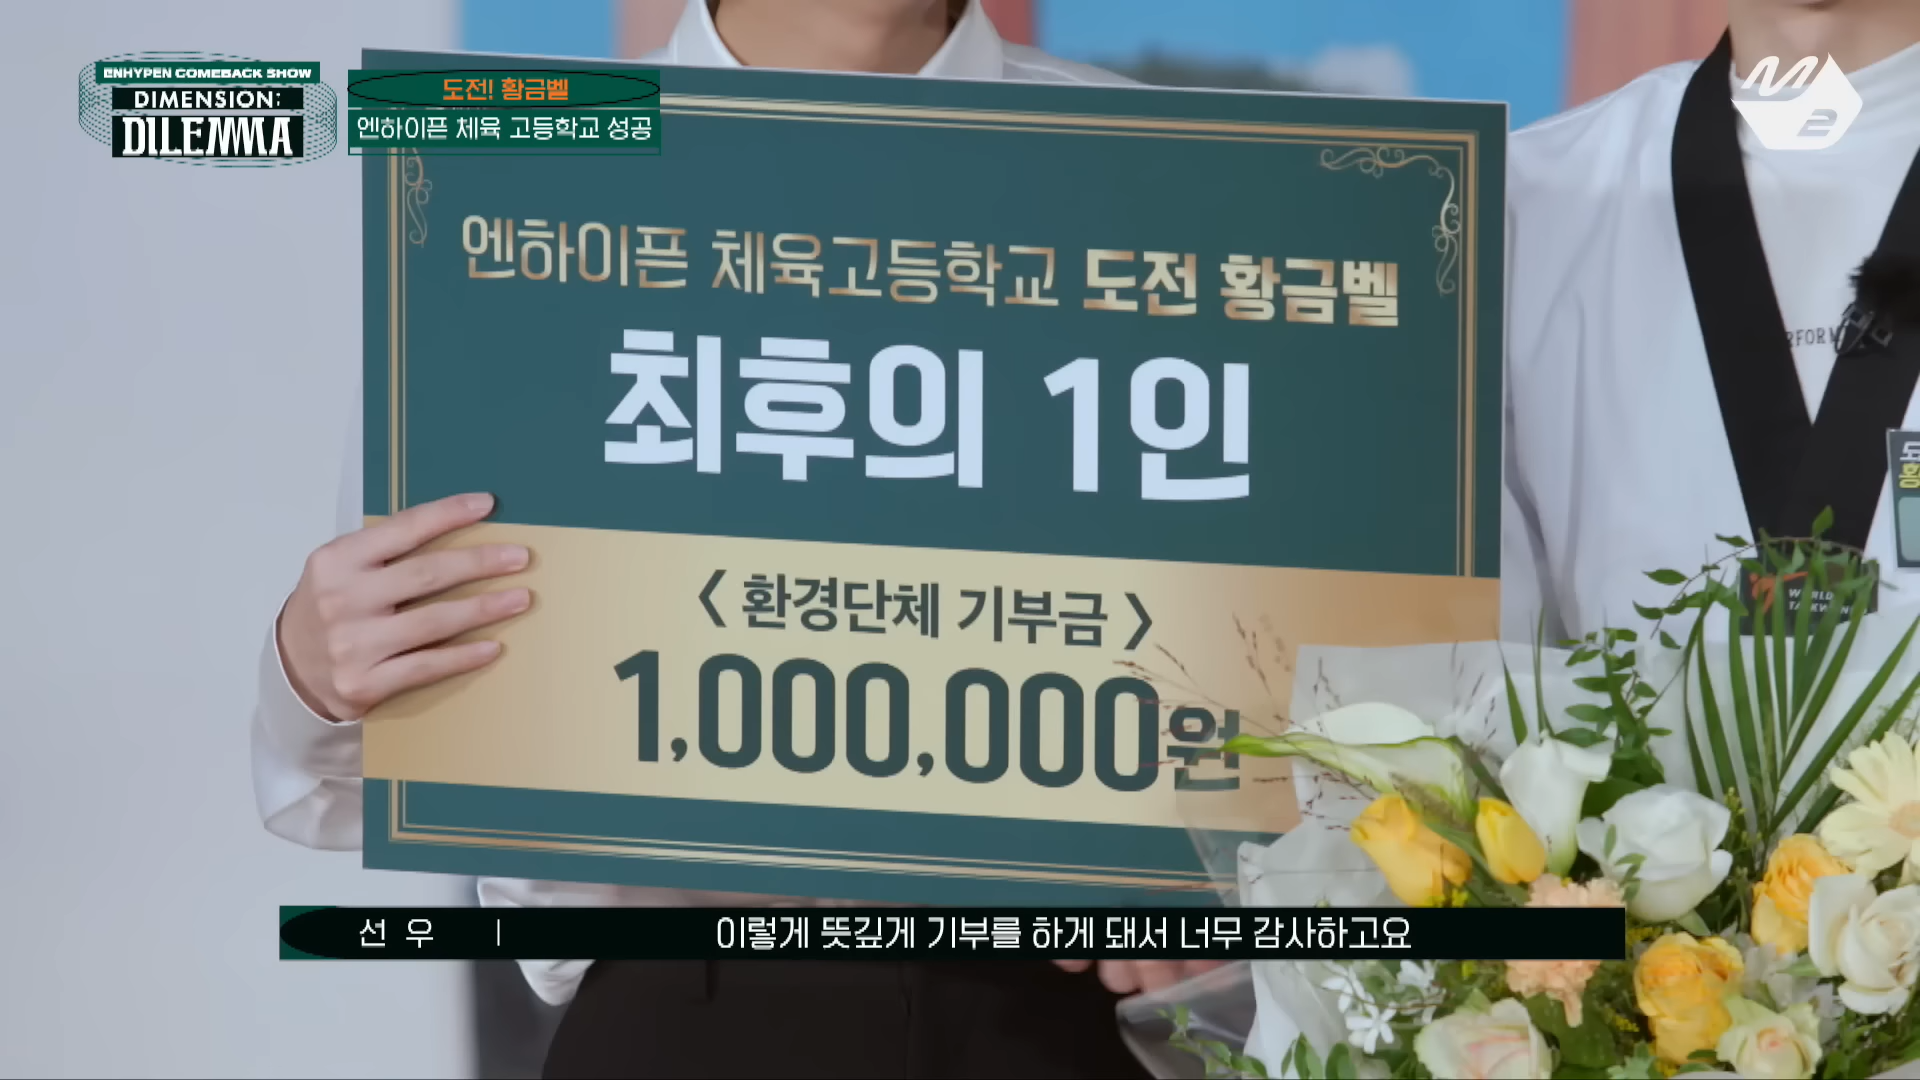 ENHYPEN COMEBACK SHOW
DIMENSION:
DILEMMA
도전! 황금벨
엔하이픈 체육 고등학교 성공
M2
엔하이픈 체육고등학교 도전 황금벨
최후의 1인
< 환경단체 기부금 >
1,000,000원
WORLD
선우 | 이렇게 뜻깊게 기부를 하게 돼서 너무 감사하고요